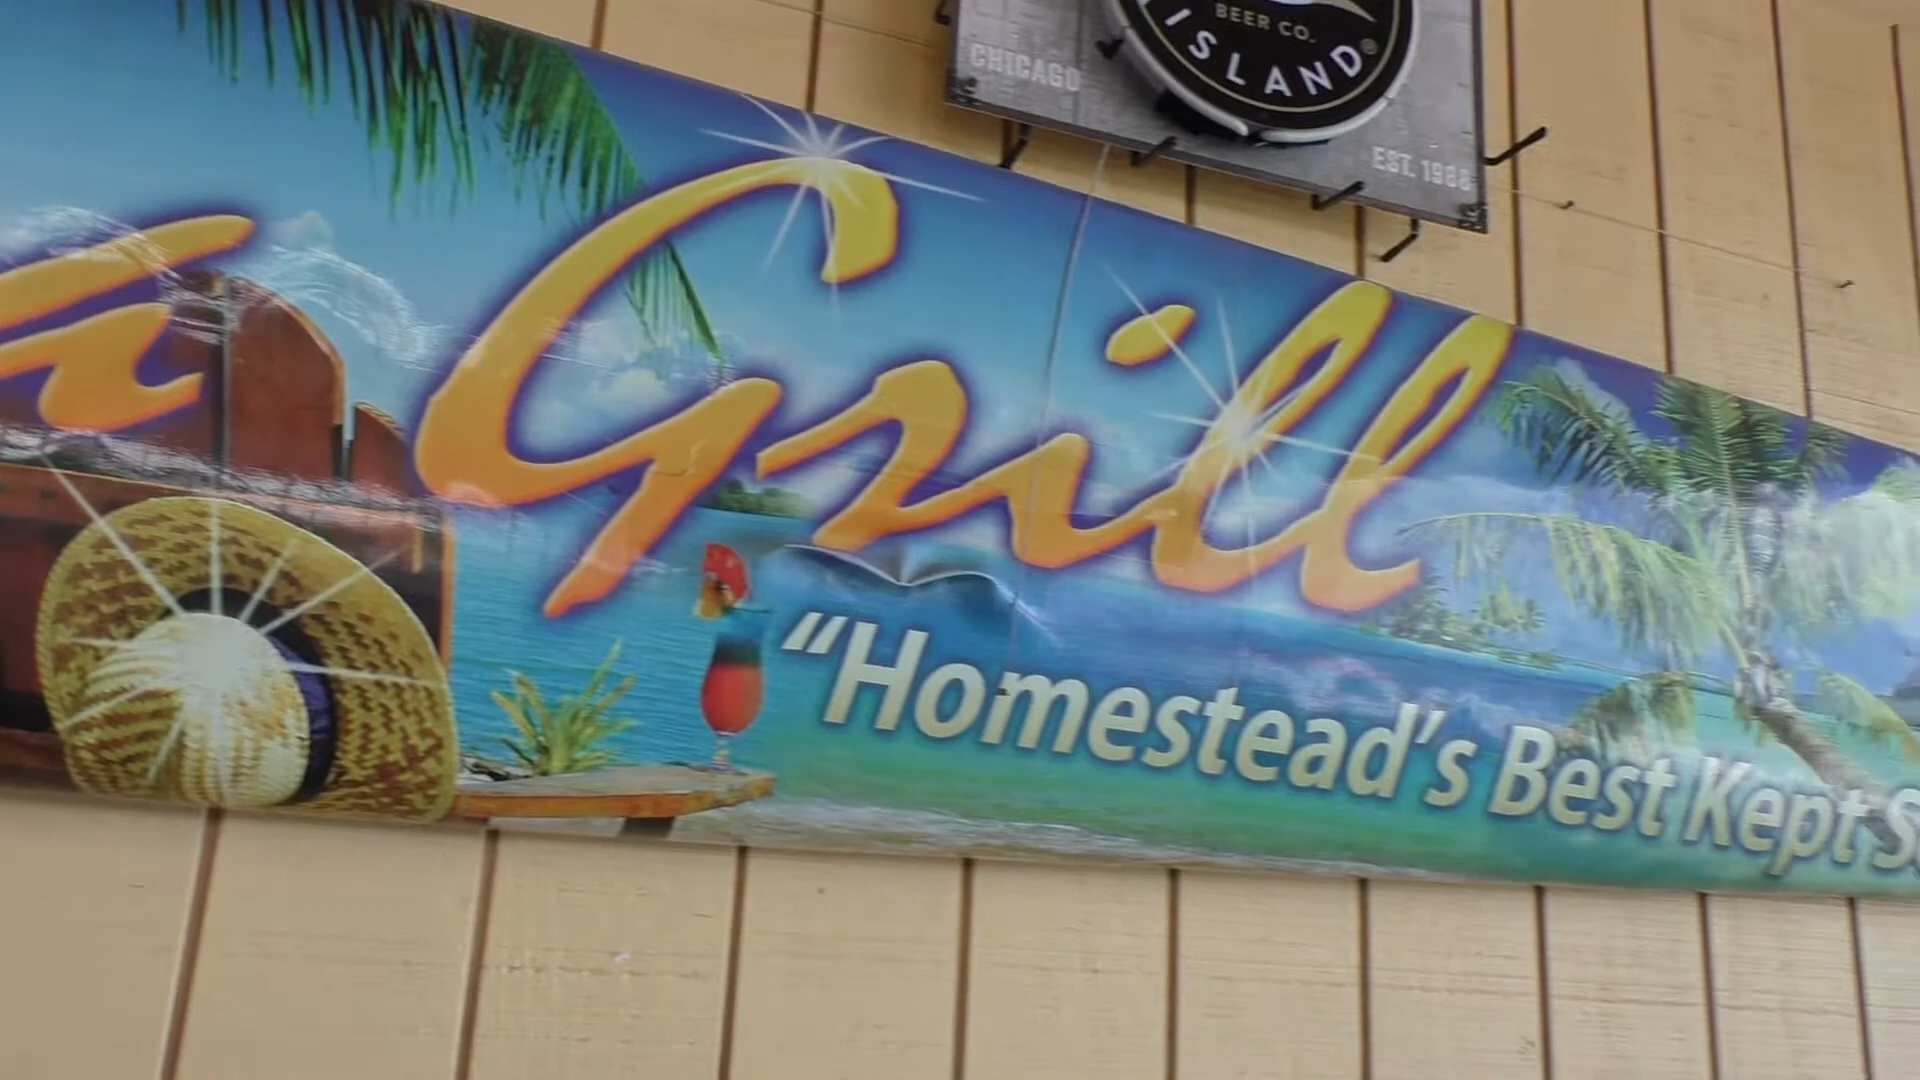 BEER CO.
ISLAND®
CHICAGO
EST. 1988
a Grill
"Homestead's Best Kept